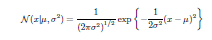 𝒩(x|μ, σ²) = 1 / (2πσ²)^{1/2} exp { − 1 / 2σ² (x − μ)² }